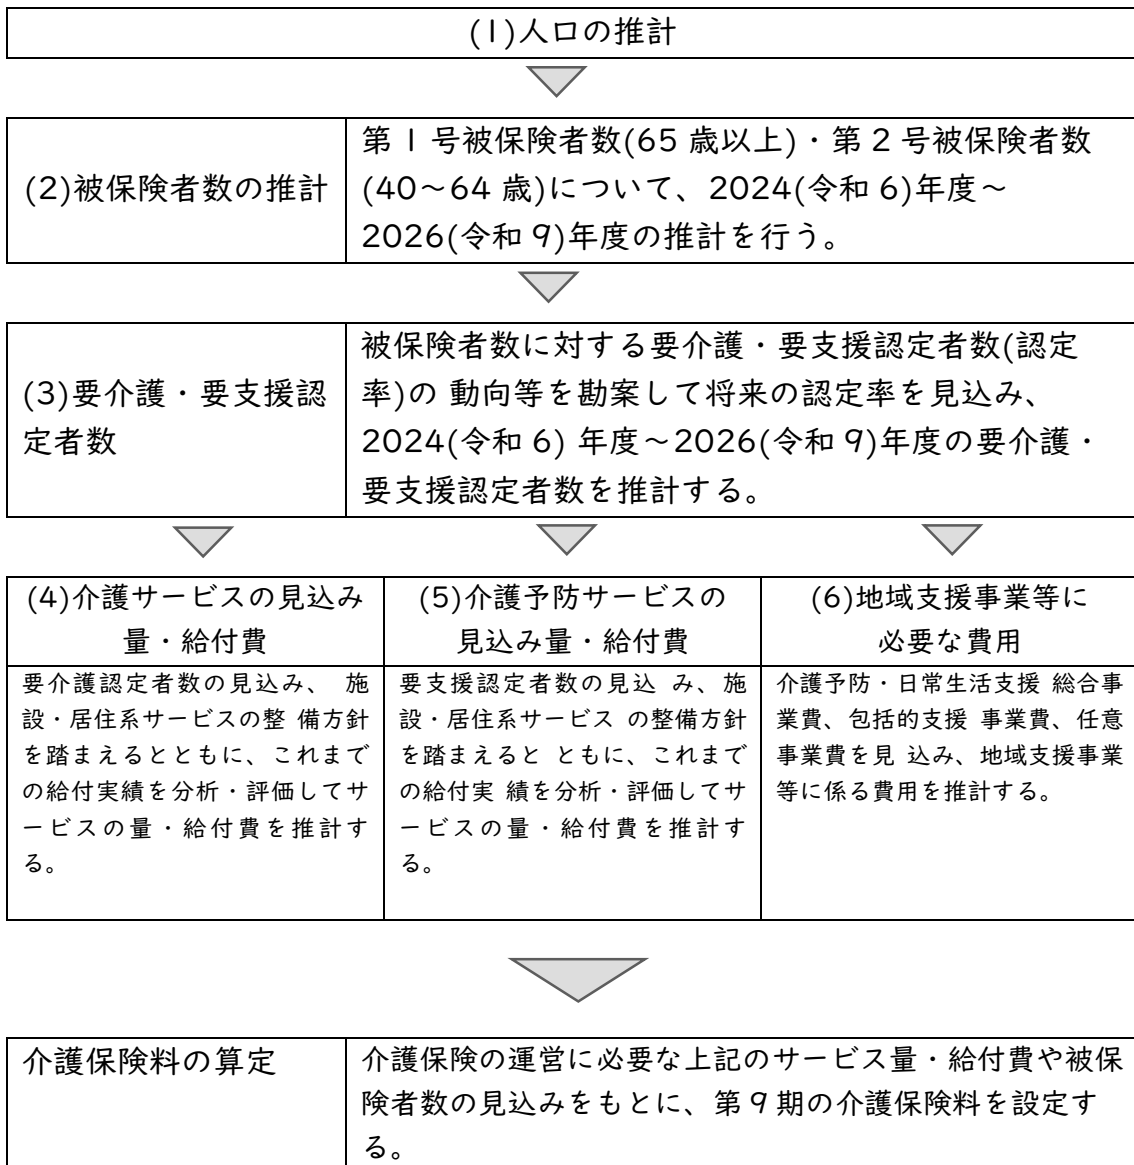 (1)人口の推計
(2)被保険者数の推計
第1号被保険者数(65歳以上)・第2号被保険者数
(40～64歳)について、2024(令和6)年度～
2026(令和9)年度の推計を行う。
(3)要介護・要支援認
定者数
被保険者数に対する要介護・要支援認定者数(認定
率)の 動向等を勘案して将来の認定率を見込み、
2024(令和6) 年度～2026(令和9)年度の要介護・
要支援認定者数を推計する。
(4)介護サービスの見込み
量・給付費
要介護認定者数の見込み、 施
設・居住系サービスの整 備方針
を踏まえるとともに、これまで
の給付実績を分析・評価してサ
ービスの量・給付費を推計す
る。
(5)介護予防サービスの
見込み量・給付費
要支援認定者数の見込 み、施
設・居住系サービス の整備方針
を踏まえると ともに、これまで
の給付実 績を分析・評価してサ
ービスの量・給付費を推計す
る。
(6)地域支援事業等に
必要な費用
介護予防・日常生活支援 総合事
業費、包括的支援 事業費、任意
事業費を見 込み、地域支援事業
等に係る費用を推計する。
介護保険料の算定
介護保険の運営に必要な上記のサービス量・給付費や被保
険者数の見込みをもとに、第9期の介護保険料を設定す
る。